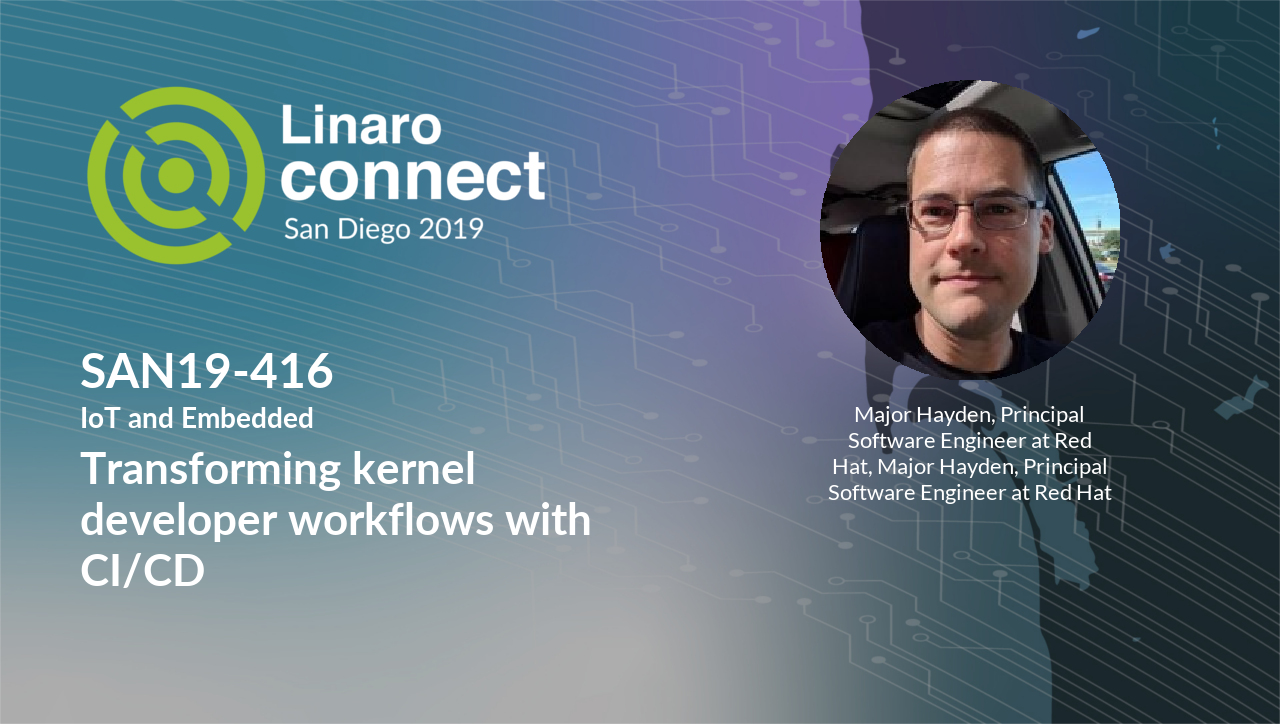 Linaro
connect
San Diego 2019
SAN19-416
IoT and Embedded
Transforming kernel
developer workflows with
CI/CD
Major Hayden, Principal
Software Engineer at Red
Hat, Major Hayden, Principal
Software Engineer at Red Hat